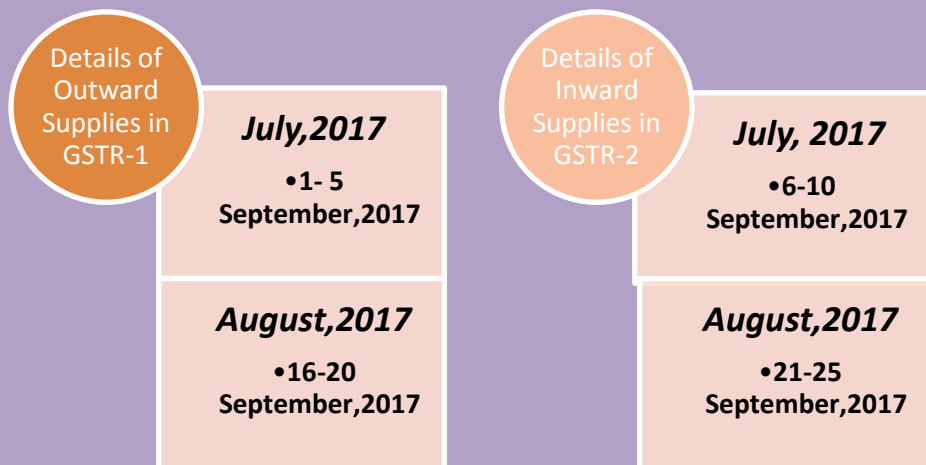 Details of
Outward
Supplies in
GSTR-1
July,2017
•1- 5
September,2017
August,2017
•16-20
September,2017
Details of
Inward
Supplies in
GSTR-2
July, 2017
•6-10
September,2017
August,2017
•21-25
September,2017